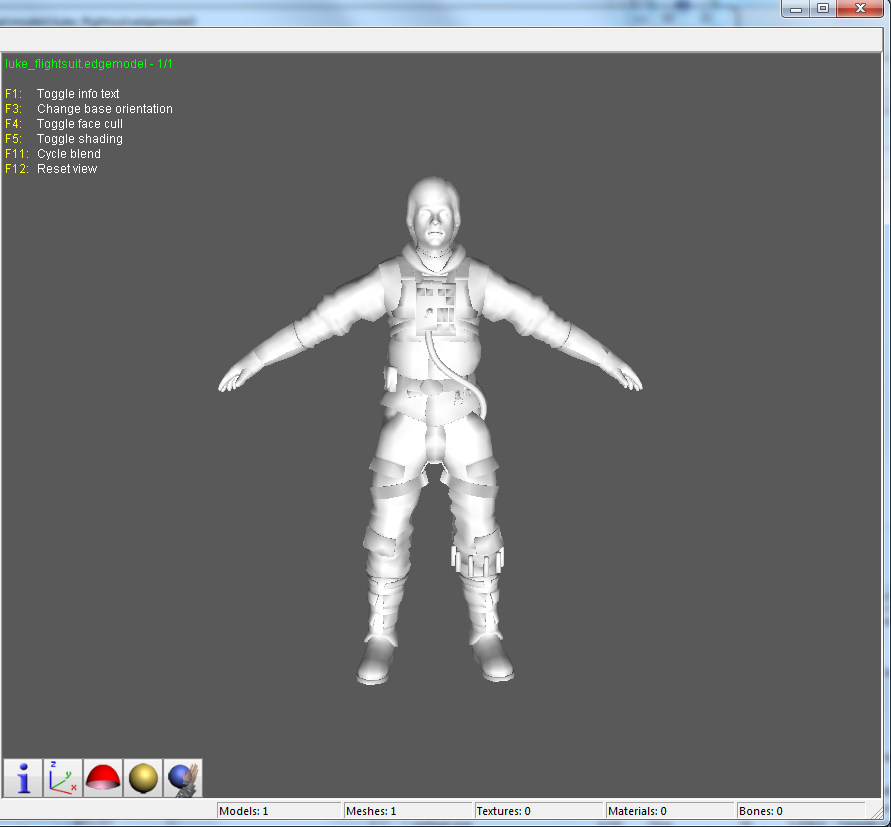 luke_flightsuit.edgemodel - 1/1
F1: Toggle info text
F3: Change base orientation
F4: Toggle face cull
F5: Toggle shading
F11: Cycle blend
F12: Reset view
z
y
x
Models: 1 Meshes: 1 Textures: 0 Materials: 0 Bones: 0